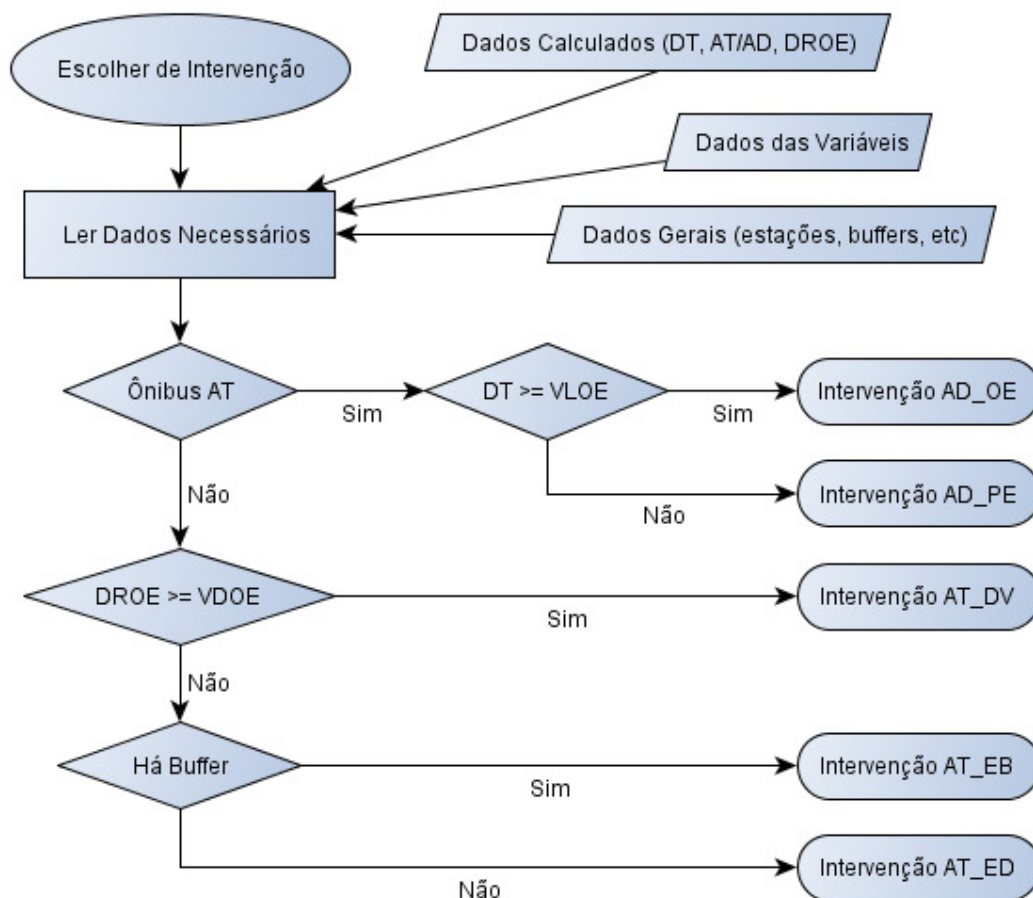 Escolher de Intervenção
Dados Calculados (DT, AT/AD, DROE)
Dados das Variáveis
Ler Dados Necessários
Dados Gerais (estações, buffers, etc)
Ônibus AT
Sim
DT >= VLOE
Sim
Intervenção AD_OE
Não
Intervenção AD_PE
Não
DROE >= VDOE
Sim
Intervenção AT_DV
Não
Há Buffer
Sim
Intervenção AT_EB
Não
Intervenção AT_ED